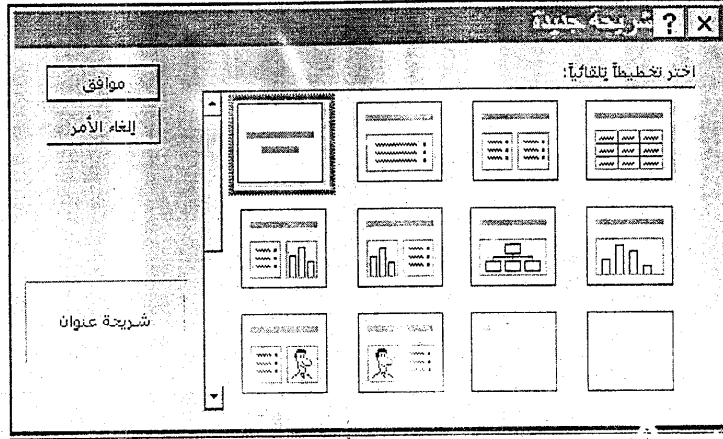 شريحة جديدة
اختر تخطيطاً تلقائياً:
موافق
إلغاء الأمر
شريحة عنوان